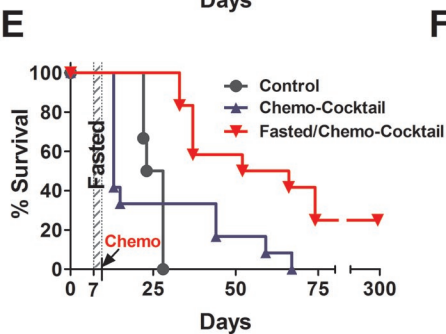 Days
E
F
100
80
60
40
20
0
% Survival
Fasted
Chemo
Control
Chemo-Cocktail
Fasted/Chemo-Cocktail
0 7 25 50 75 300
Days